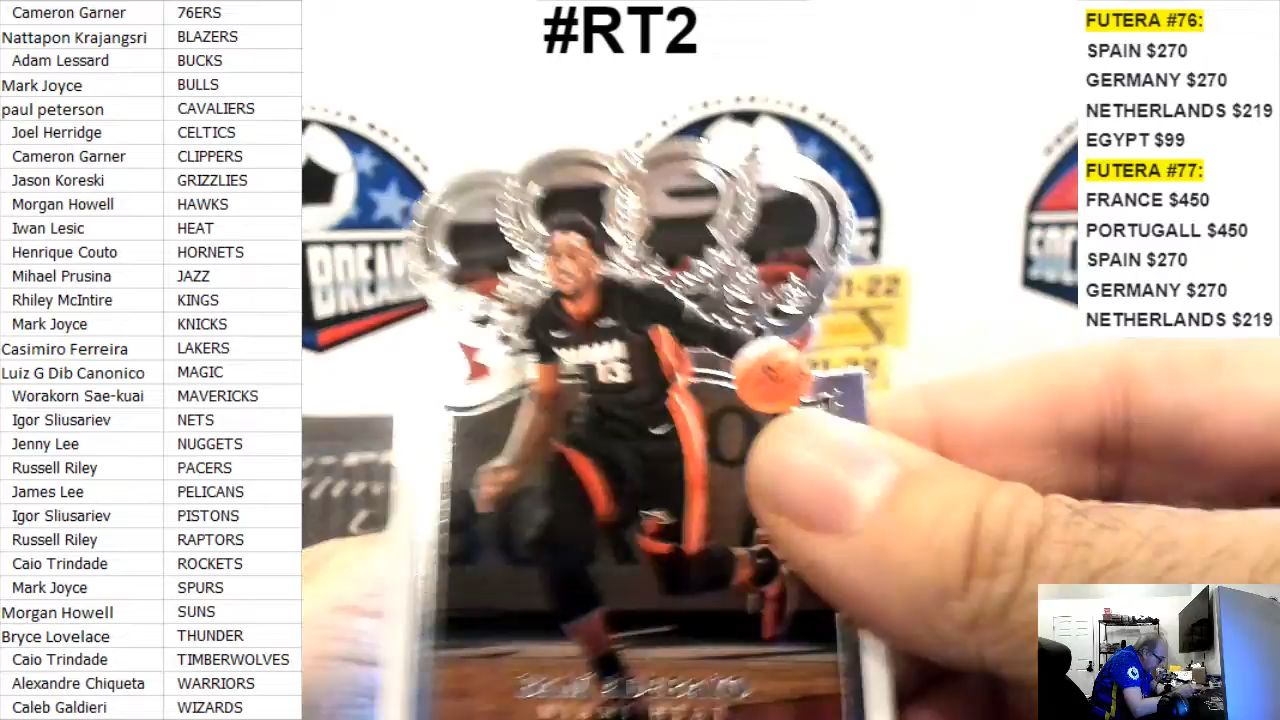 #RT2
Cameron Garner 76ERS
Nattapon Krajangsri BLAZERS
Adam Lessard BUCKS
Mark Joyce BULLS
paul peterson CAVALIERS
Joel Herridge CELTICS
Cameron Garner CLIPPERS
Jason Koreski GRIZZLIES
Morgan Howell HAWKS
Iwan Lesic HEAT
Henrique Couto HORNETS
Mihael Prusina JAZZ
Rhiley McIntire KINGS
Mark Joyce KNICKS
Casimiro Ferreira LAKERS
Luiz G Dib Canonico MAGIC
Worakorn Sae-kuai MAVERICKS
Igor Sliusariev NETS
Jenny Lee NUGGETS
Russell Riley PACERS
James Lee PELICANS
Igor Sliusariev PISTONS
Russell Riley RAPTORS
Caio Trindade ROCKETS
Mark Joyce SPURS
Morgan Howell SUNS
Bryce Lovelace THUNDER
Caio Trindade TIMBERWOLVES
Alexandre Chiqueta WARRIORS
Caleb Galdieri WIZARDS
BREAK
21-22
21-22
13
FUTERA #76:
SPAIN $270
GERMANY $270
NETHERLANDS $219
EGYPT $99
FUTERA #77:
FRANCE $450
PORTUGALL $450
SPAIN $270
GERMANY $270
NETHERLANDS $219